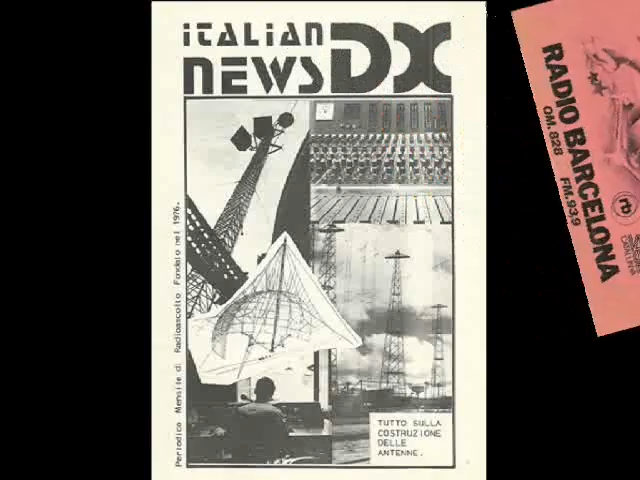 ITALIAN
NEWS DX
Periodico Mensile di Radioascolto Fondato nel 1976.
TUTTO SULLA
COSTRUZIONE
DELLE
ANTENNE.
RADIO BARCELONA
OM. 828 FM. 93,9
rb